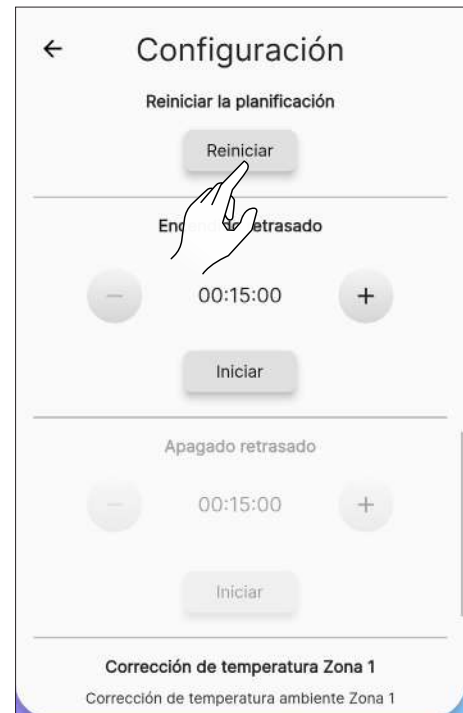 Configuración
Reiniciar la planificación
Reiniciar
retrasado
00:15:00
Iniciar
Apagado retrasado
00:15:00
Iniciar
Corrección de temperatura Zona 1
Corrección de temperatura ambiente Zona 1